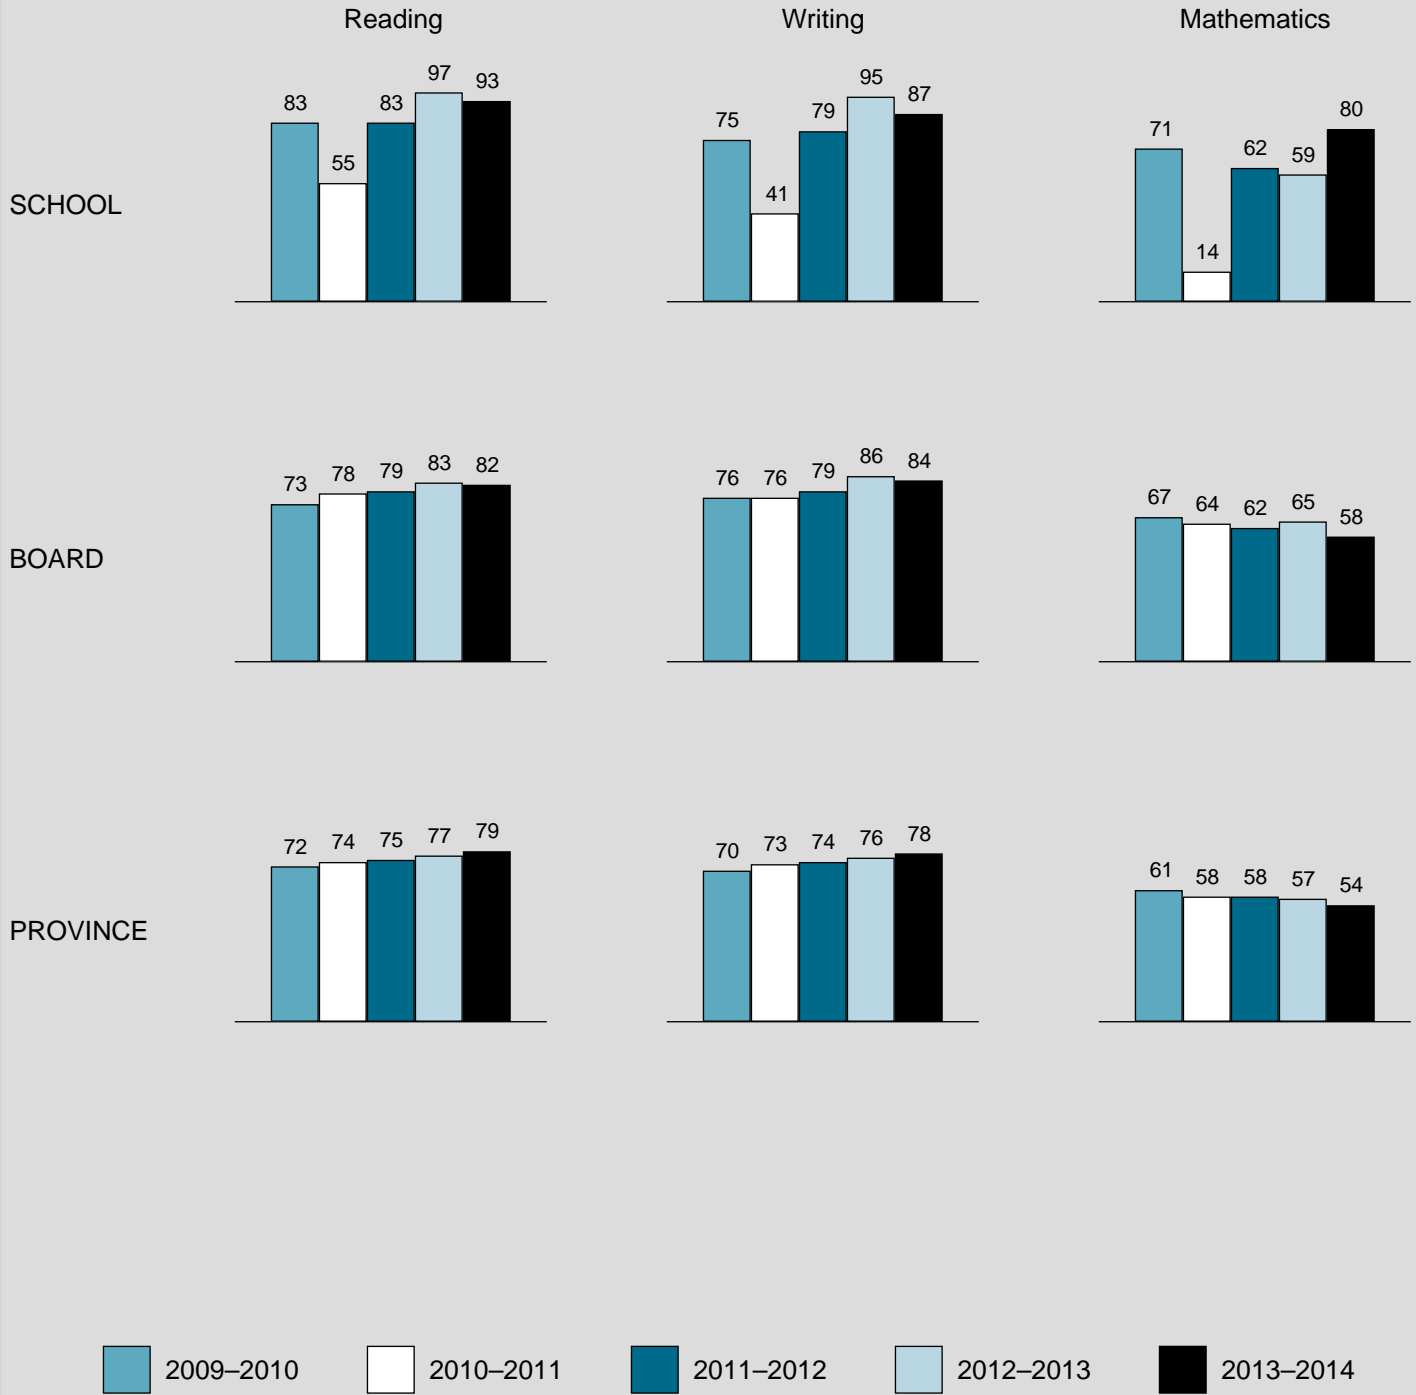 Reading Writing Mathematics
SCHOOL
83 55 83 97 93
75 41 79 95 87
71 14 62 59 80
BOARD
73 78 79 83 82
76 76 79 86 84
67 64 62 65 58
PROVINCE
72 74 75 77 79
70 73 74 76 78
61 58 58 57 54
2009–2010 2010–2011 2011–2012 2012–2013 2013–2014